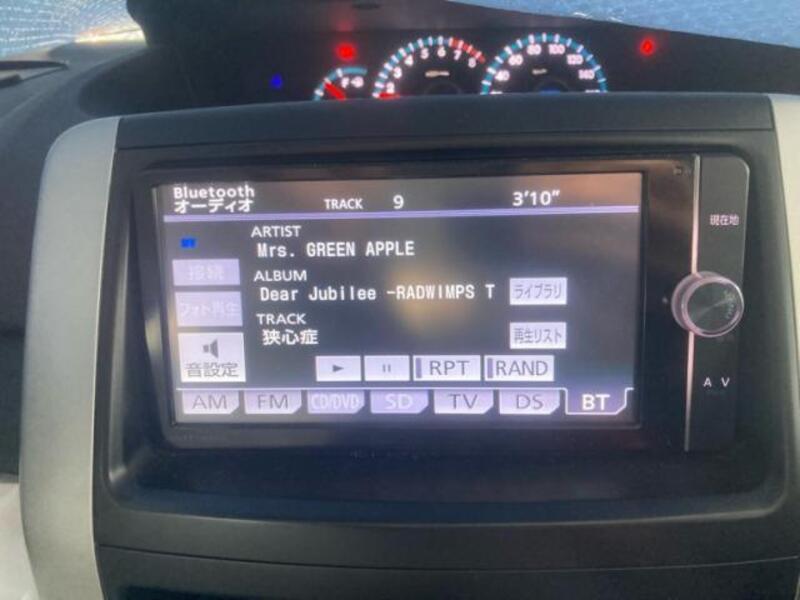 Bluetooth
オーディオ TRACK 9 3'10"
ARTIST
Mrs. GREEN APPLE
ALBUM
Dear Jubilee -RADWIMPS T
TRACK
狭心症
接続
フォト再生
音設定
ライブラリ
再生リスト
RPT RAND
AM FM CD/DVD SD TV DS BT
現在地
A V